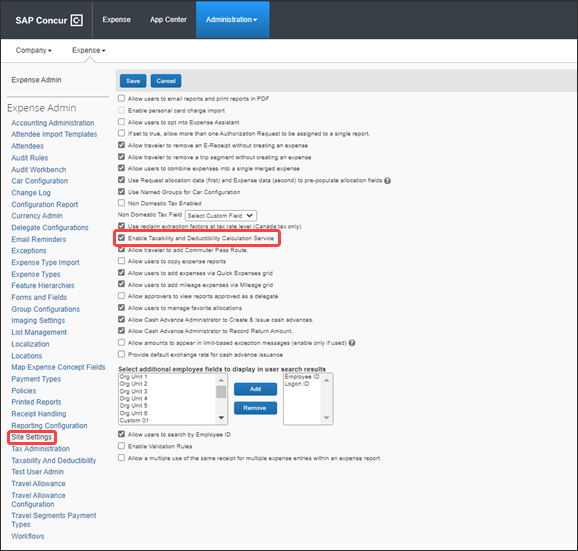 SAP Concur C Expense App Center Administration
Company Expense
Expense Admin
Expense Admin
Accounting Administration
Attendee Import Templates
Attendees
Audit Rules
Audit Workbench
Car Configuration
Change Log
Configuration Report
Currency Admin
Delegate Configurations
Email Reminders
Exceptions
Expense Type Import
Expense Types
Feature Hierarchies
Forms and Fields
Group Configurations
Imaging Settings
List Management
Localization
Locations
Map Expense Concept Fields
Payment Types
Policies
Printed Reports
Receipt Handling
Reporting Configuration
Site Settings
Tax Administration
Taxability And Deductibility
Test User Admin
Travel Allowance
Travel Allowance
Configuration
Travel Segments Payment
Types
Workflows
Save Cancel
Allow users to email reports and print reports in PDF
Enable personal card charge import
Allow users to opt into Expense Assistant
If set to true, allow more than one Authorization Request to be assigned to a single report.
Allow traveler to remove an E-Receipt without creating an expense
Allow traveler to remove a trip segment without creating an expense
Allow users to combine expenses into a single merged expense
Use Request allocation data (first) and Expense data (second) to pre-populate allocation fields ?
Use Named Groups for Car Configuration
Non Domestic Tax Enabled
Non Domestic Tax Field Select Custom Field
Use reclaim extraction factors at tax rate level (Canada tax only)
Enable Taxability and Deductibility Calculation Service
Allow traveler to add Commuter Pass Route.
Allow users to copy expense reports
Allow users to add expenses via Quick Expenses grid
Allow users to add mileage expenses via Mileage grid
Allow approvers to view reports approved as a delegate
Allow users to manage favorite allocations
Allow Cash Advance Administrator to Create & Issue cash advances.
Allow Cash Advance Administrator to Record Return Amount.
Allow amounts to appear in limit-based exception messages (enable only if used) ?
Provide default exchange rate for cash advance issuance
Select additional employee fields to display in user search results
Org Unit 1
Org Unit 2
Org Unit 3
Org Unit 4
Org Unit 5
Org Unit 6
Custom 01
Add
Remove
Employee ID
Logon ID
Allow users to search by Employee ID
Enable Validation Rules
Allow a multiple use of the same receipt for multiple expense entries within an expense report